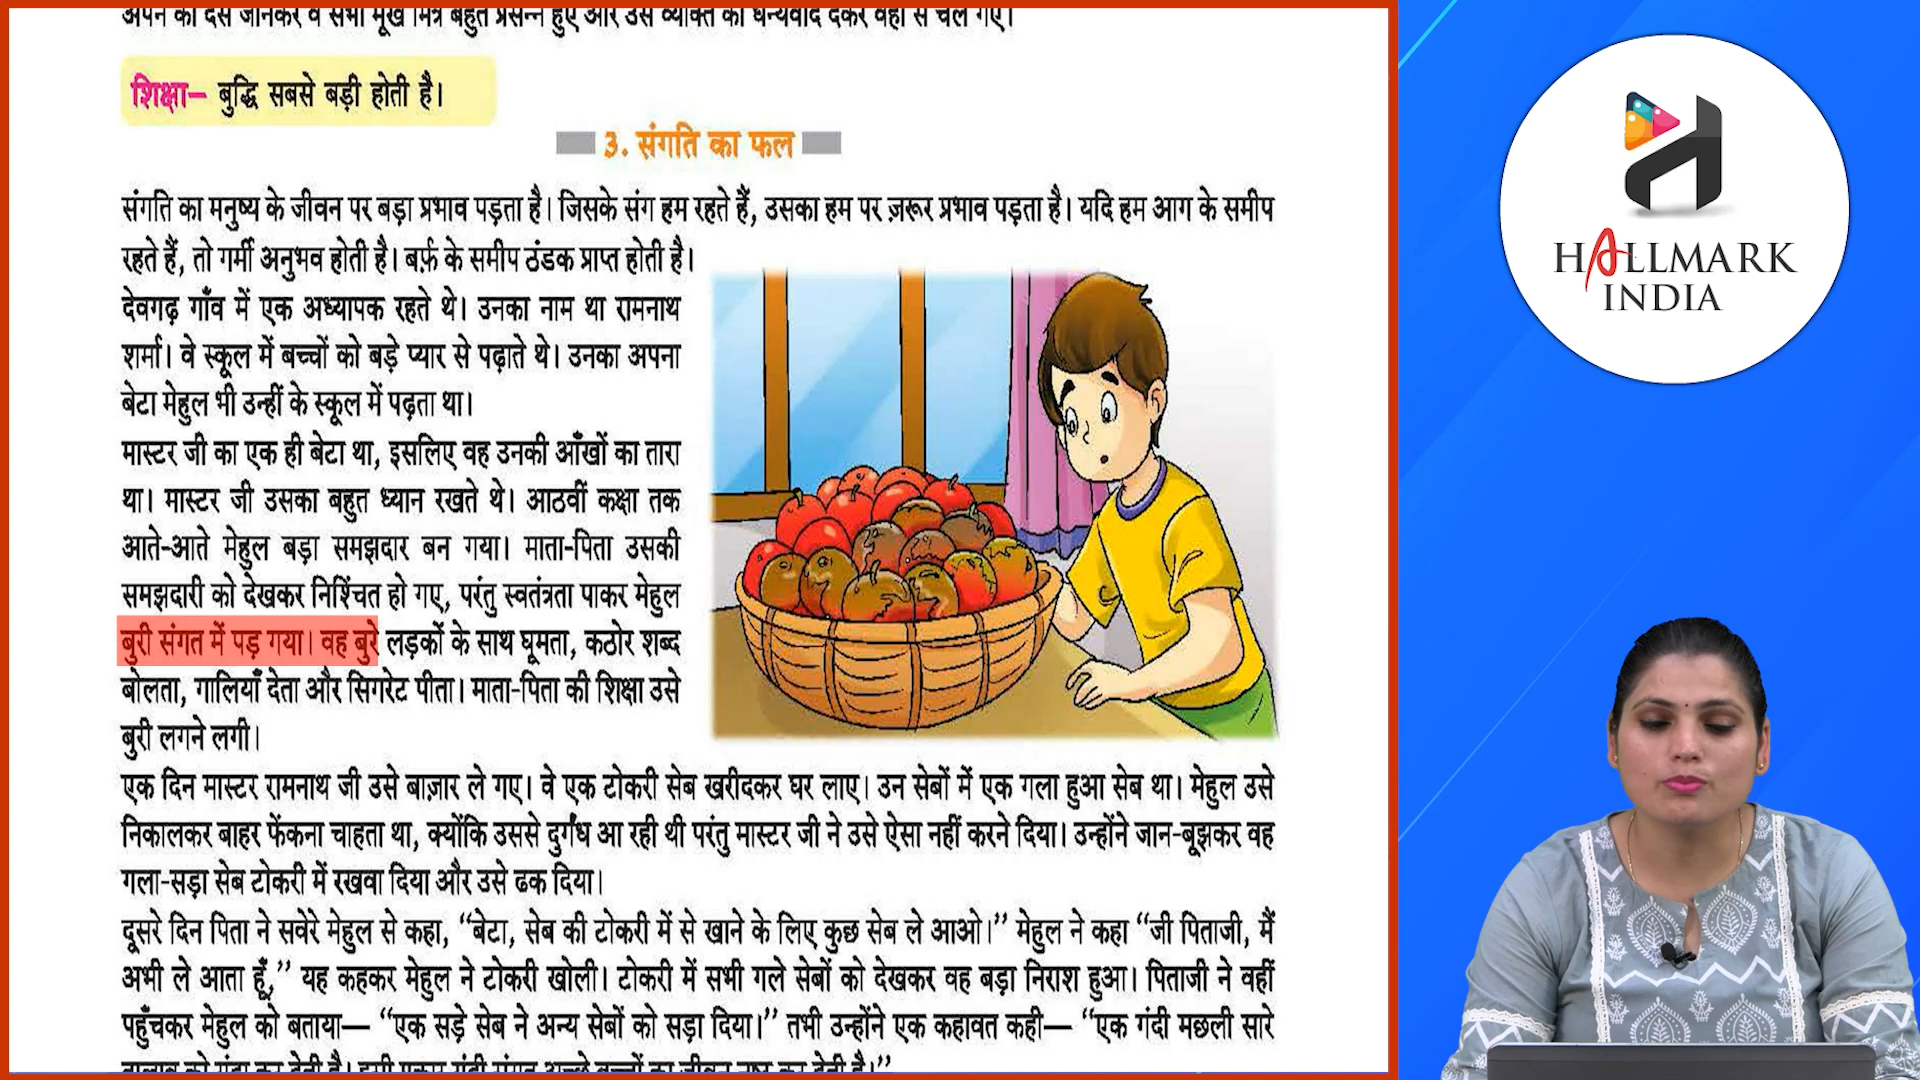 अपने को दस जानकर वे सभी मूर्ख मित्र बहुत प्रसन्न हुए और उस व्यक्ति को धन्यवाद देकर वहाँ से चले गए।
शिक्षा– बुद्धि सबसे बड़ी होती है।
3. संगति का फल
संगति का मनुष्य के जीवन पर बड़ा प्रभाव पड़ता है। जिसके संग हम रहते हैं, उसका हम पर ज़रूर प्रभाव पड़ता है। यदि हम आग के समीप
रहते हैं, तो गर्मी अनुभव होती है। बर्फ़ के समीप ठंडक प्राप्त होती है।
देवगढ़ गाँव में एक अध्यापक रहते थे। उनका नाम था रामनाथ
शर्मा। वे स्कूल में बच्चों को बड़े प्यार से पढ़ाते थे। उनका अपना
बेटा मेहुल भी उन्हीं के स्कूल में पढ़ता था।
मास्टर जी का एक ही बेटा था, इसलिए वह उनकी आँखों का तारा
था। मास्टर जी उसका बहुत ध्यान रखते थे। आठवीं कक्षा तक
आते-आते मेहुल बड़ा समझदार बन गया। माता-पिता उसकी
समझदारी को देखकर निश्चिंत हो गए, परंतु स्वतंत्रता पाकर मेहुल
बुरी संगत में पड़ गया। वह बुरे लड़कों के साथ घूमता, कठोर शब्द
बोलता, गालियाँ देता और सिगरेट पीता। माता-पिता की शिक्षा उसे
बुरी लगने लगी।
एक दिन मास्टर रामनाथ जी उसे बाज़ार ले गए। वे एक टोकरी सेब खरीदकर घर लाए। उन सेबों में एक गला हुआ सेब था। मेहुल उसे
निकालकर बाहर फेंकना चाहता था, क्योंकि उससे दुर्गंध आ रही थी परंतु मास्टर जी ने उसे ऐसा नहीं करने दिया। उन्होंने जान-बूझकर वह
गला-सड़ा सेब टोकरी में रखवा दिया और उसे ढक दिया।
दूसरे दिन पिता ने सवेरे मेहुल से कहा, “बेटा, सेब की टोकरी में से खाने के लिए कुछ सेब ले आओ।” मेहुल ने कहा “जी पिताजी, मैं
अभी ले आता हूँ,” यह कहकर मेहुल ने टोकरी खोली। टोकरी में सभी गले सेबों को देखकर वह बड़ा निराश हुआ। पिताजी ने वहीं
पहुँचकर मेहुल को बताया— “एक सड़े सेब ने अन्य सेबों को सड़ा दिया।” तभी उन्होंने एक कहावत कही— “एक गंदी मछली सारे
HALLMARK
INDIA